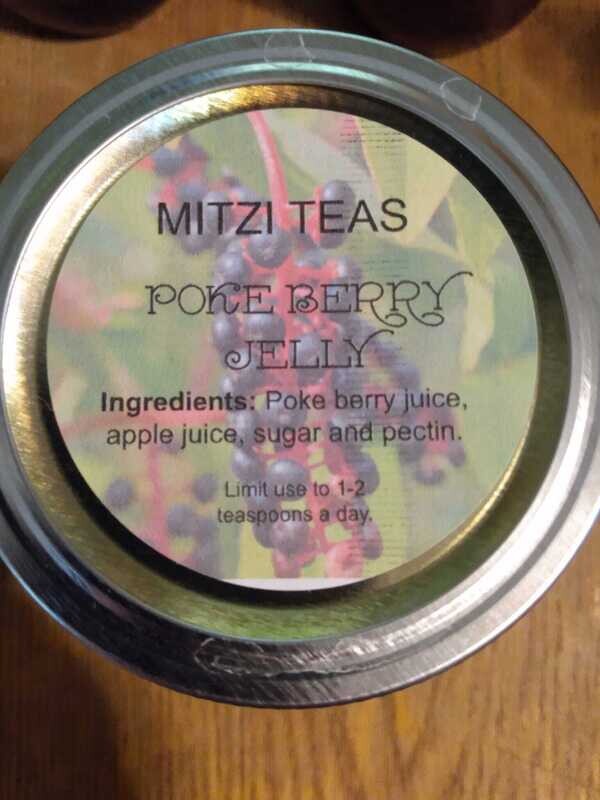 MITZI TEAS
POKE BERRY
JELLY
Ingredients: Poke berry juice,
apple juice, sugar and pectin.
Limit use to 1-2
teaspoons a day.